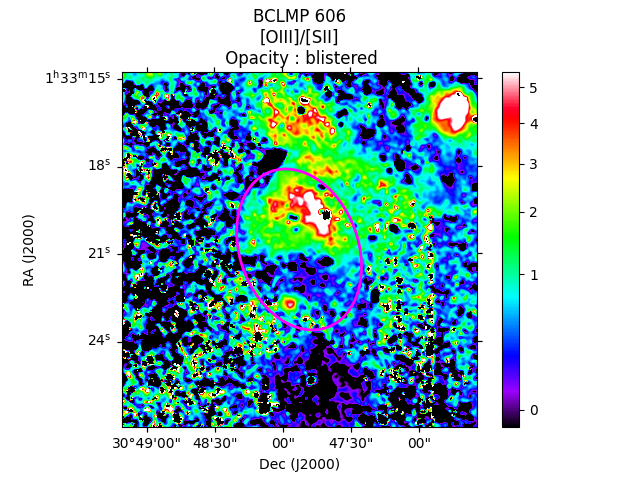 BCLMP 606
[OIII]/[SII]
Opacity : blistered
1ʰ33ᵐ15ˢ
18ˢ
21ˢ
24ˢ
RA (J2000)
30°49'00" 48'30" 00" 47'30" 00"
Dec (J2000)
5
4
3
2
1
0